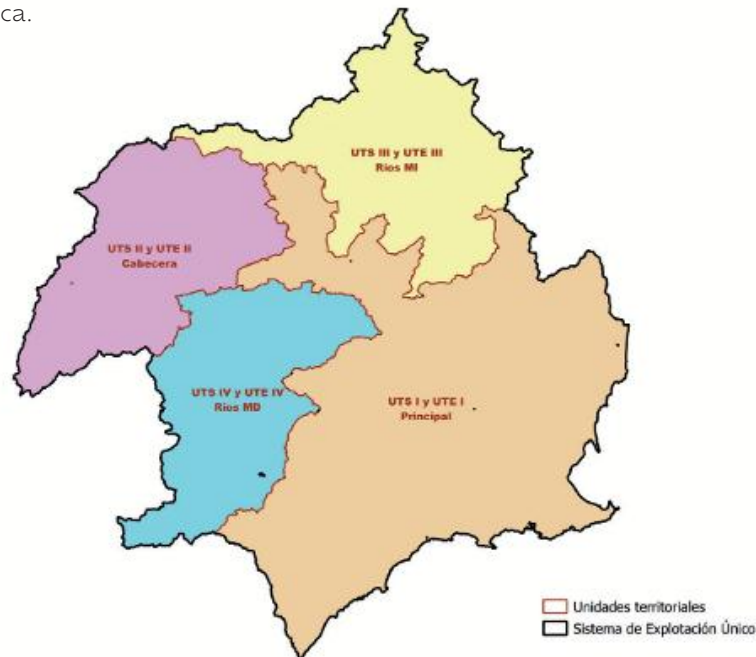 ca.
UTS III y UTE III
Ríos MI
UTS II y UTE II
Cabecera
UTS IV y UTE IV
Ríos MD
UTS I y UTE I
Principal
Unidades territoriales
Sistema de Explotación Único